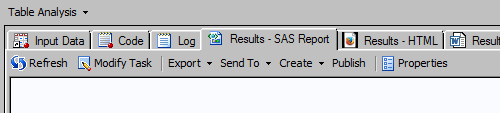 Table Analysis
Input Data Code Log Results - SAS Report Results - HTML Result
Refresh Modify Task Export Send To Create Publish Properties